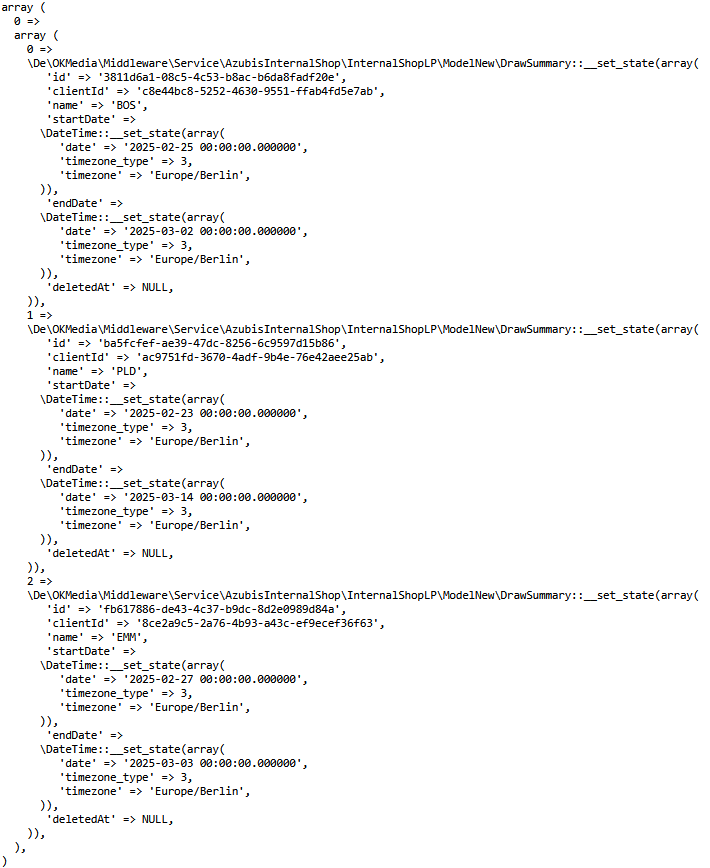 array (
  0 =>
  array (
    0 =>
    \De\OKMedia\Middleware\Service\AzubisInternalShop\InternalShopLP\ModelNew\DrawSummary::__set_state(array(
       'id' => '3811d6a1-08c5-4c53-b8ac-b6da8fadf20e',
       'clientId' => 'c8e44bc8-5252-4630-9551-ffab4fd5e7ab',
       'name' => 'BOS',
       'startDate' =>
      \DateTime::__set_state(array(
         'date' => '2025-02-25 00:00:00.000000',
         'timezone_type' => 3,
         'timezone' => 'Europe/Berlin',
      )),
       'endDate' =>
      \DateTime::__set_state(array(
         'date' => '2025-03-02 00:00:00.000000',
         'timezone_type' => 3,
         'timezone' => 'Europe/Berlin',
      )),
       'deletedAt' => NULL,
    )),
    1 =>
    \De\OKMedia\Middleware\Service\AzubisInternalShop\InternalShopLP\ModelNew\DrawSummary::__set_state(array(
       'id' => 'ba5fcfef-ae39-47dc-8256-6c9597d15b86',
       'clientId' => 'ac9751fd-3670-4adf-9b4e-76e42aee25ab',
       'name' => 'PLD',
       'startDate' =>
      \DateTime::__set_state(array(
         'date' => '2025-02-23 00:00:00.000000',
         'timezone_type' => 3,
         'timezone' => 'Europe/Berlin',
      )),
       'endDate' =>
      \DateTime::__set_state(array(
         'date' => '2025-03-14 00:00:00.000000',
         'timezone_type' => 3,
         'timezone' => 'Europe/Berlin',
      )),
       'deletedAt' => NULL,
    )),
    2 =>
    \De\OKMedia\Middleware\Service\AzubisInternalShop\InternalShopLP\ModelNew\DrawSummary::__set_state(array(
       'id' => 'fb617886-de43-4c37-b9dc-8d2e0989d84a',
       'clientId' => '8ce2a9c5-2a76-4b93-a43c-ef9ecef36f63',
       'name' => 'EMM',
       'startDate' =>
      \DateTime::__set_state(array(
         'date' => '2025-02-27 00:00:00.000000',
         'timezone_type' => 3,
         'timezone' => 'Europe/Berlin',
      )),
       'endDate' =>
      \DateTime::__set_state(array(
         'date' => '2025-03-03 00:00:00.000000',
         'timezone_type' => 3,
         'timezone' => 'Europe/Berlin',
      )),
       'deletedAt' => NULL,
    )),
  ),
)